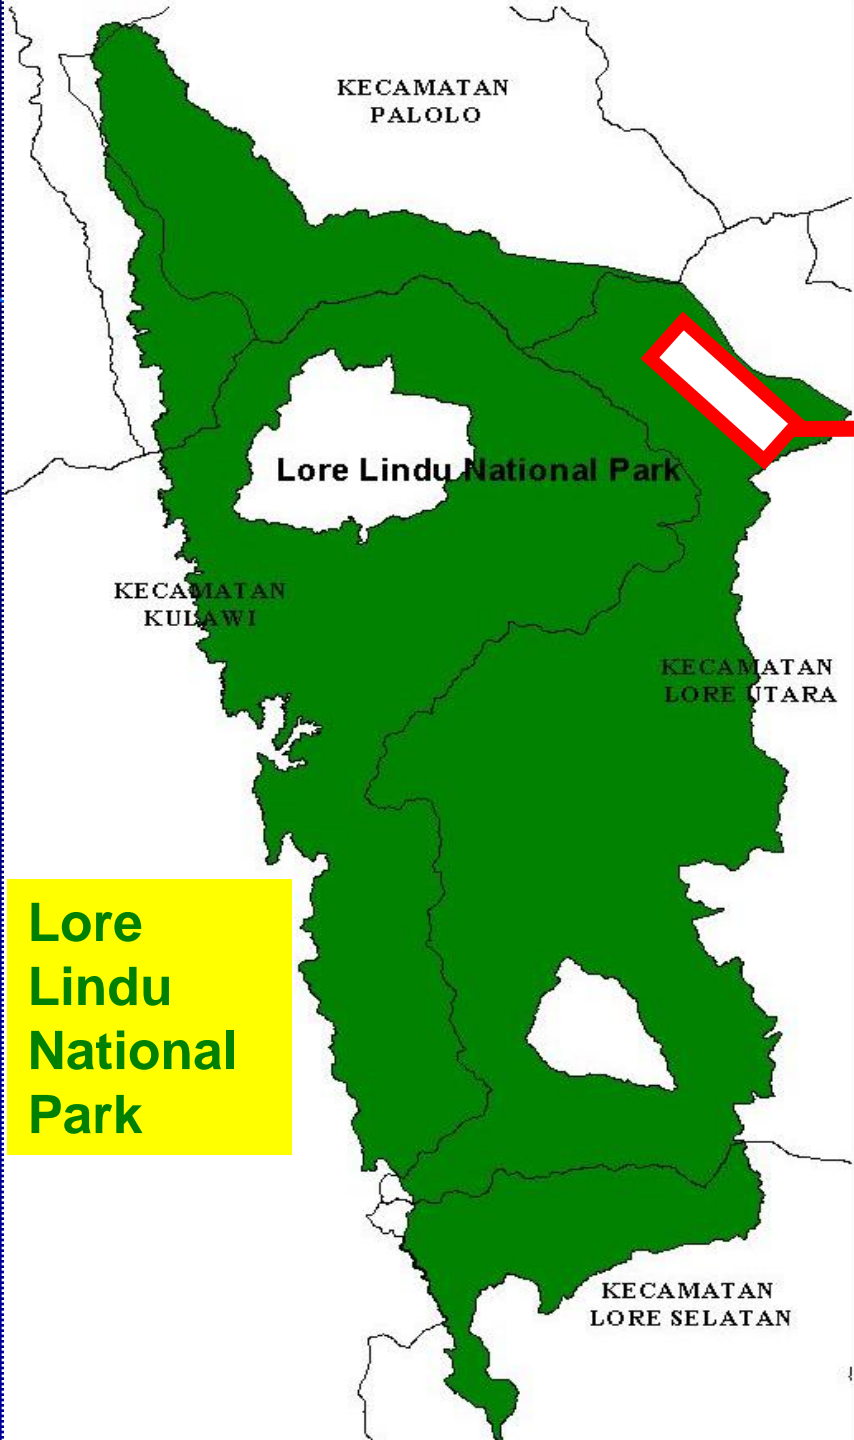 KECAMATAN
PALOLO
Lore Lindu National Park
KECAMATAN
KULAWI
KECAMATAN
LORE UTARA
Lore
Lindu
National
Park
KECAMATAN
LORE SELATAN